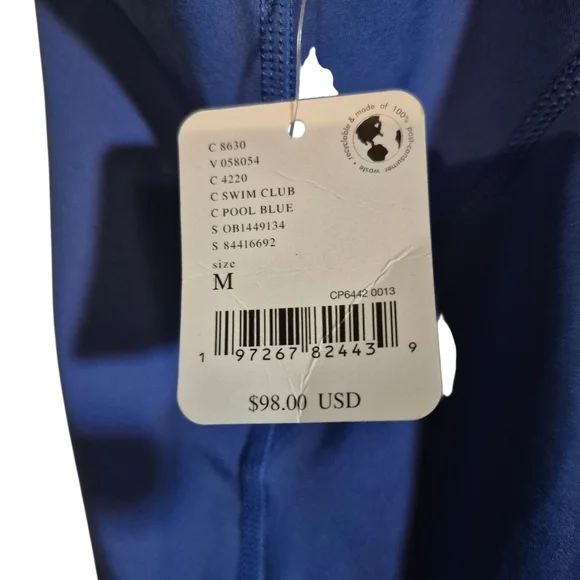 recyclable & made of 100% post-consumer waste •
C 8630
V 058054
C 4220
C SWIM CLUB
C POOL BLUE
S OB1449134
S 84416692
size
M
CP6442 0013
1 97267 82443 9
$98.00 USD